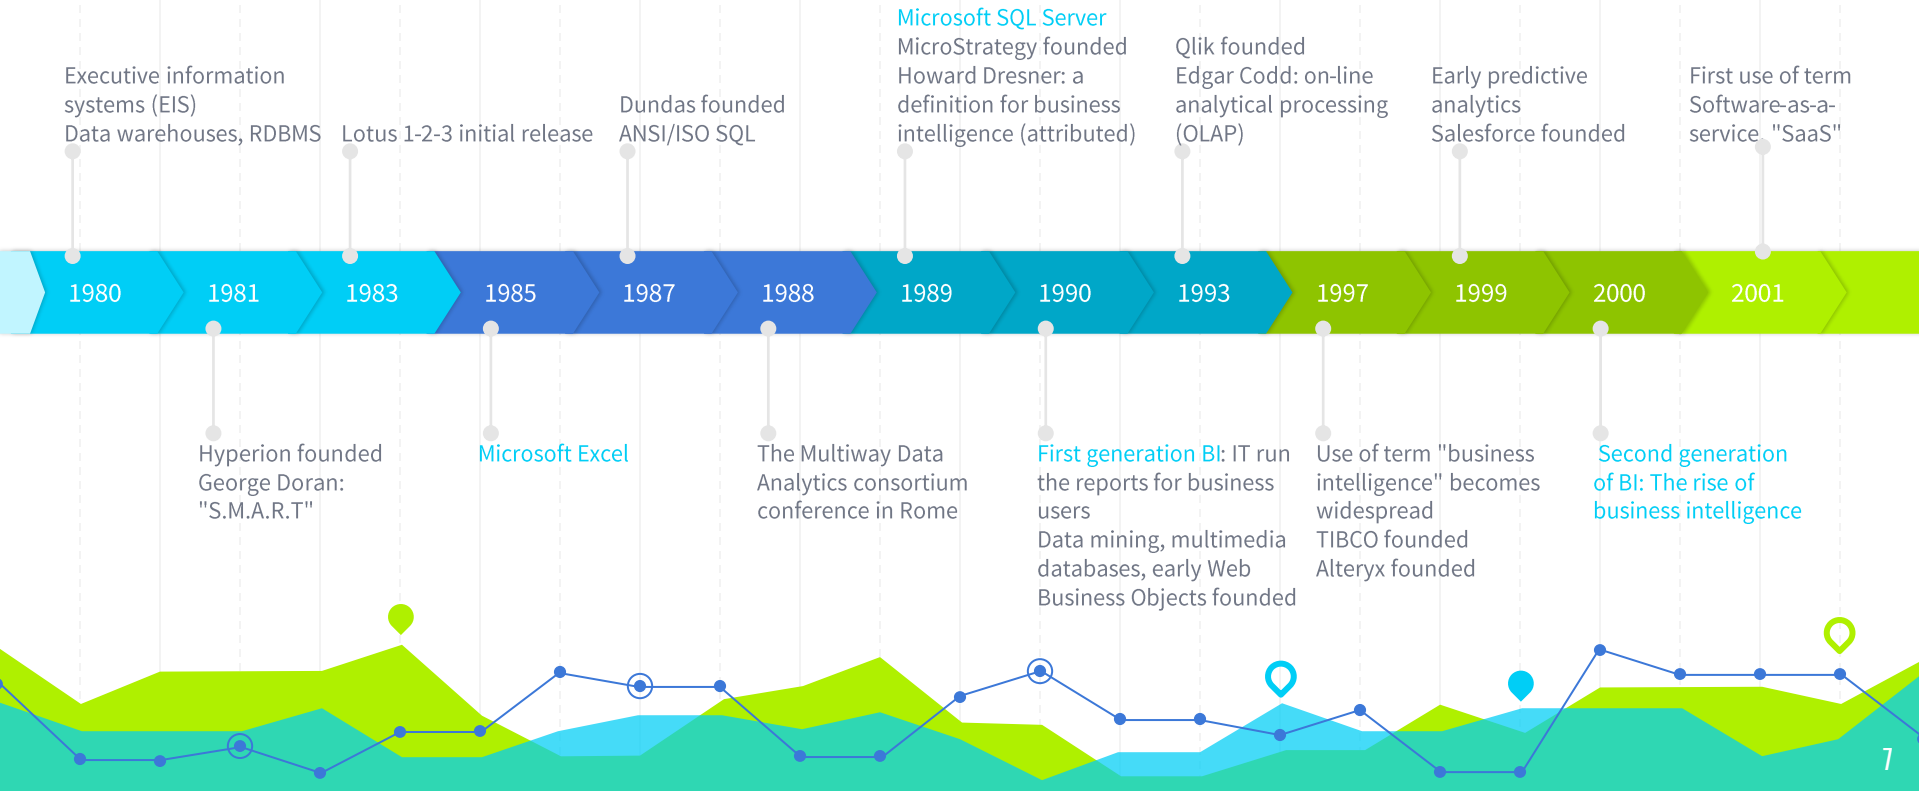 Executive information
systems (EIS)
Data warehouses, RDBMS
Lotus 1-2-3 initial release
Dundas founded
ANSI/ISO SQL
Microsoft SQL Server
MicroStrategy founded
Howard Dresner: a
definition for business
intelligence (attributed)
Qlik founded
Edgar Codd: on-line
analytical processing
(OLAP)
Early predictive
analytics
Salesforce founded
First use of term
Software-as-a-
service, "SaaS"
1980
1981
1983
1985
1987
1988
1989
1990
1993
1997
1999
2000
2001
Hyperion founded
George Doran:
"S.M.A.R.T"
Microsoft Excel
The Multiway Data
Analytics consortium
conference in Rome
First generation BI: IT run
the reports for business
users
Data mining, multimedia
databases, early Web
Business Objects founded
Use of term "business
intelligence" becomes
widespread
TIBCO founded
Alteryx founded
Second generation
of BI: The rise of
business intelligence
7